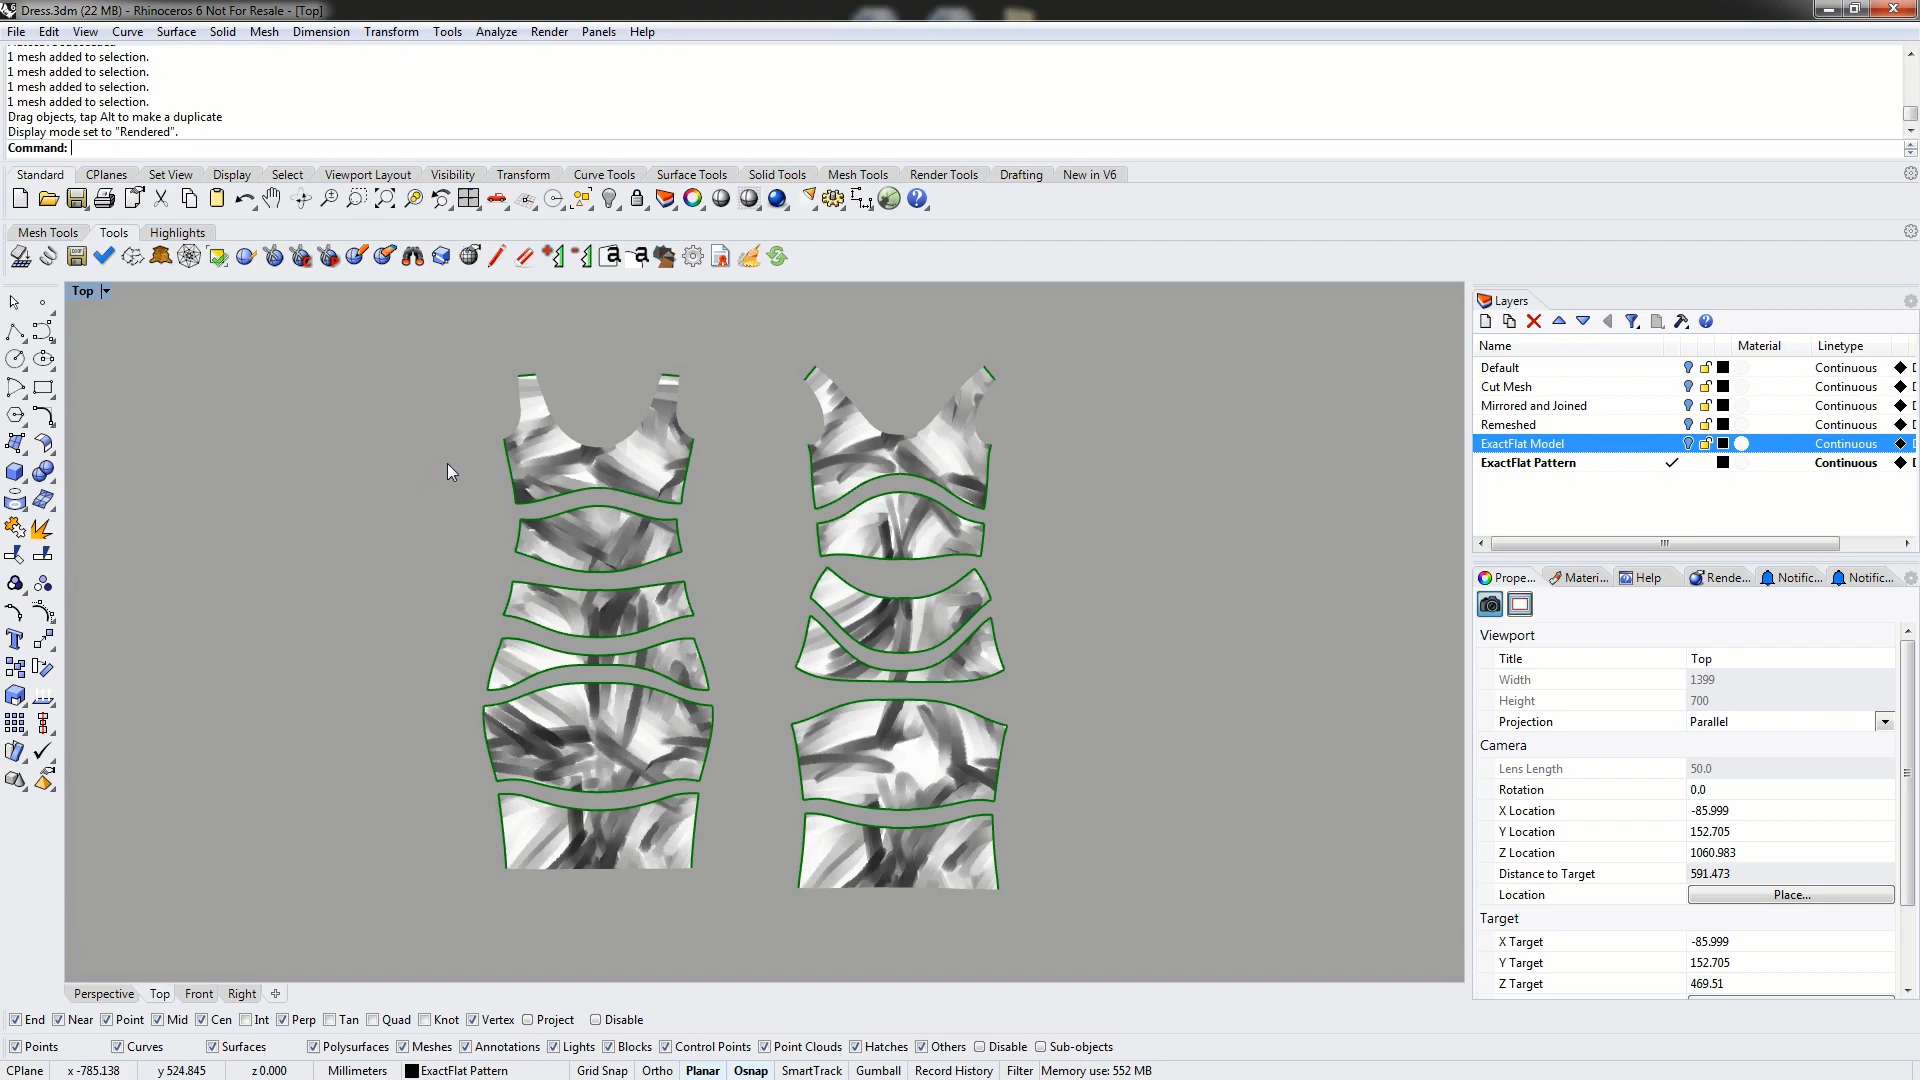 Dress.3dm (22 MB) - Rhinoceros 6 Not For Resale - [Top]
File Edit View Curve Surface Solid Mesh Dimension Transform Tools Analyze Render Panels Help
1 mesh added to selection.
1 mesh added to selection.
1 mesh added to selection.
1 mesh added to selection.
Drag objects, tap Alt to make a duplicate
Display mode set to "Rendered".
Command:
Standard CPlanes Set View Display Select Viewport Layout Visibility Transform Curve Tools Surface Tools Solid Tools Mesh Tools Render Tools Drafting New in V6
Mesh Tools Tools Highlights
Top
Layers
Name Material Linetype
Default Continuous
Cut Mesh Continuous
Mirrored and Joined Continuous
Remeshed Continuous
ExactFlat Model Continuous
ExactFlat Pattern Continuous
Prope... Materi... Help Rende... Notific... Notific...
Viewport
Title Top
Width 1399
Height 700
Projection Parallel
Camera
Lens Length 50.0
Rotation 0.0
X Location -85.999
Y Location 152.705
Z Location 1060.983
Distance to Target 591.473
Location Place...
Target
X Target -85.999
Y Target 152.705
Z Target 469.51
Perspective Top Front Right
End Near Point Mid Cen Int Perp Tan Quad Knot Vertex Project Disable
Points Curves Surfaces Polysurfaces Meshes Annotations Lights Blocks Control Points Point Clouds Hatches Others Disable Sub-objects
CPlane x -785.138 y 524.845 z 0.000 Millimeters ExactFlat Pattern Grid Snap Ortho Planar Osnap SmartTrack Gumball Record History Filter Memory use: 552 MB